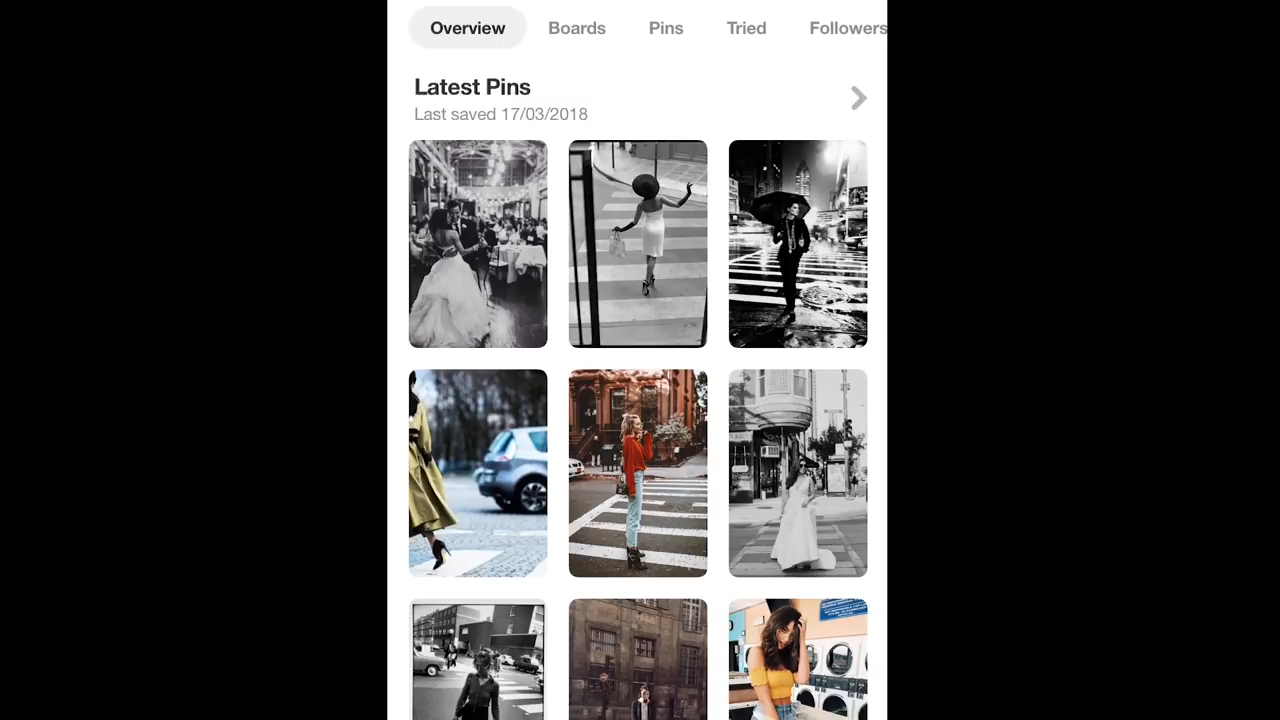 Overview Boards Pins Tried Followers
Latest Pins
Last saved 17/03/2018